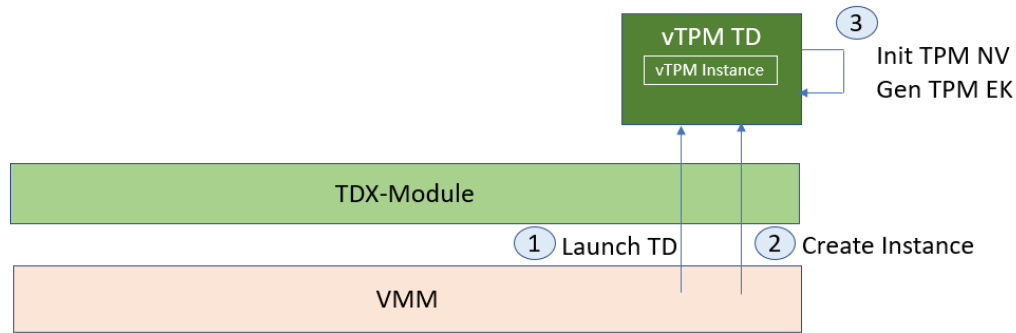 vTPM TD
vTPM Instance
3
Init TPM NV
Gen TPM EK
TDX-Module
1 Launch TD
2 Create Instance
VMM